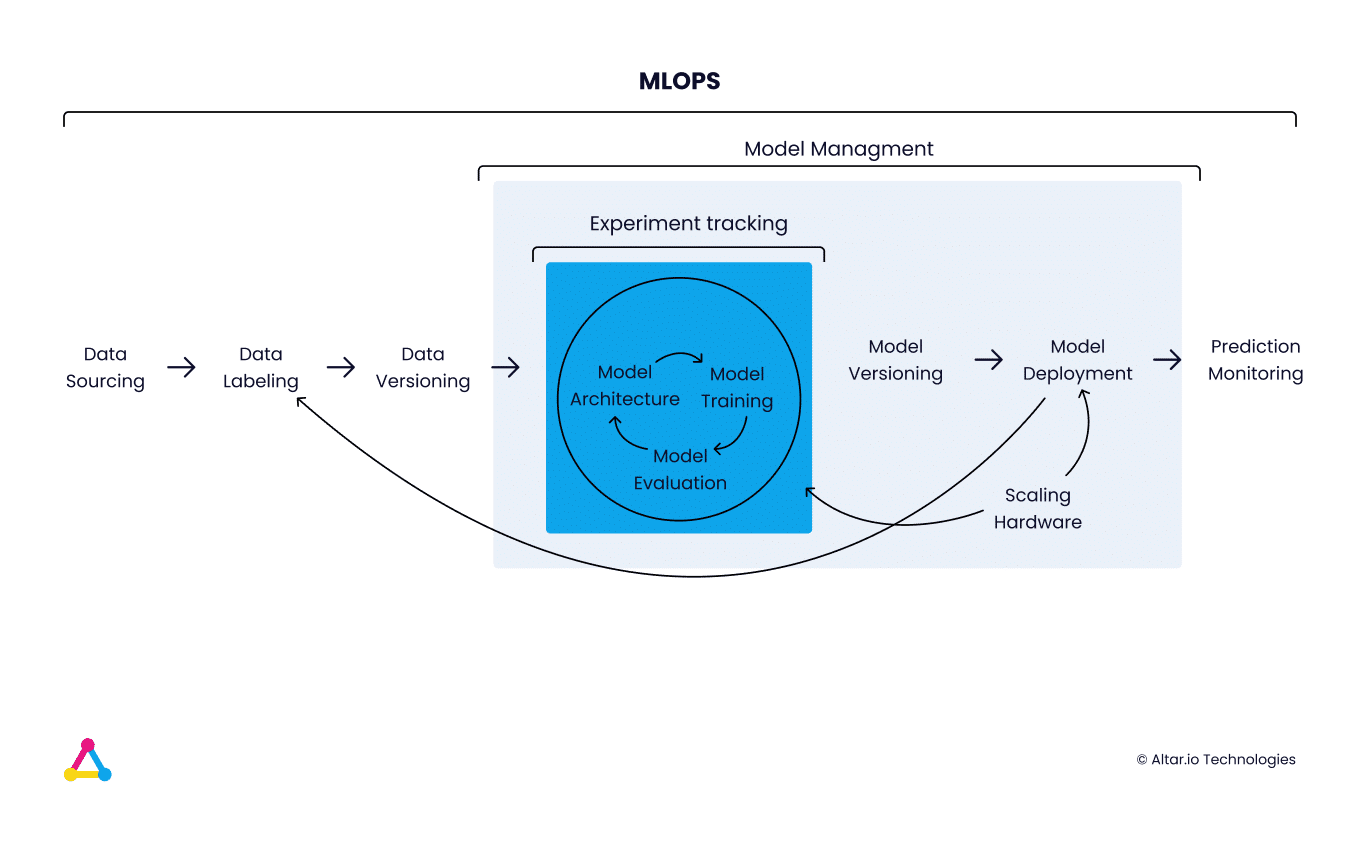 MLOPS
Model Managment
Experiment tracking
Data
Sourcing
Data
Labeling
Data
Versioning
Model
Architecture
Model
Training
Model
Evaluation
Model
Versioning
Model
Deployment
Prediction
Monitoring
Scaling
Hardware
© Altar.io Technologies